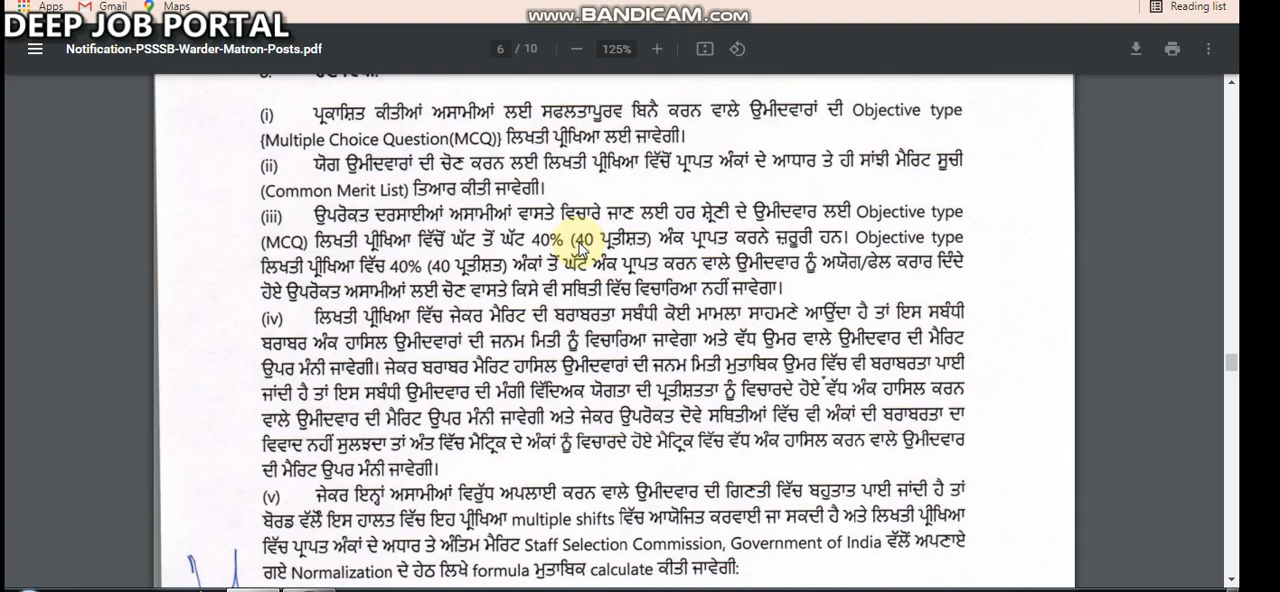 Apps Gmail Maps
www.BANDICAM.com
Reading list
DEEP JOB PORTAL
Notification-PSSSB-Warder-Matron-Posts.pdf
6 / 10
125%
(i) ਪ੍ਰਕਾਸ਼ਿਤ ਕੀਤੀਆਂ ਅਸਾਮੀਆਂ ਲਈ ਸਫਲਤਾਪੂਰਵ ਬਿਨੈ ਕਰਨ ਵਾਲੇ ਉਮੀਦਵਾਰਾਂ ਦੀ Objective type
{Multiple Choice Question(MCQ)} ਲਿਖਤੀ ਪ੍ਰੀਖਿਆ ਲਈ ਜਾਵੇਗੀ।
(ii) ਯੋਗ ਉਮੀਦਵਾਰਾਂ ਦੀ ਚੋਣ ਕਰਨ ਲਈ ਲਿਖਤੀ ਪ੍ਰੀਖਿਆ ਵਿੱਚੋਂ ਪ੍ਰਾਪਤ ਅੰਕਾਂ ਦੇ ਆਧਾਰ ਤੇ ਹੀ ਸਾਂਝੀ ਮੈਰਿਟ ਸੂਚੀ
(Common Merit List) ਤਿਆਰ ਕੀਤੀ ਜਾਵੇਗੀ।
(iii) ਉਪਰੋਕਤ ਦਰਸਾਈਆਂ ਅਸਾਮੀਆਂ ਵਾਸਤੇ ਵਿਚਾਰੇ ਜਾਣ ਲਈ ਹਰ ਸ਼੍ਰੇਣੀ ਦੇ ਉਮੀਦਵਾਰ ਲਈ Objective type
(MCQ) ਲਿਖਤੀ ਪ੍ਰੀਖਿਆ ਵਿੱਚੋਂ ਘੱਟ ਤੋਂ ਘੱਟ 40% (40 ਪ੍ਰਤੀਸ਼ਤ) ਅੰਕ ਪ੍ਰਾਪਤ ਕਰਨੇ ਜ਼ਰੂਰੀ ਹਨ। Objective type
ਲਿਖਤੀ ਪ੍ਰੀਖਿਆ ਵਿੱਚ 40% (40 ਪ੍ਰਤੀਸ਼ਤ) ਅੰਕਾਂ ਤੋਂ ਘੱਟ ਅੰਕ ਪ੍ਰਾਪਤ ਕਰਨ ਵਾਲੇ ਉਮੀਦਵਾਰ ਨੂੰ ਅਯੋਗ/ਫੇਲ ਕਰਾਰ ਦਿੰਦੇ
ਹੋਏ ਉਪਰੋਕਤ ਅਸਾਮੀਆਂ ਲਈ ਚੋਣ ਵਾਸਤੇ ਕਿਸੇ ਵੀ ਸਥਿਤੀ ਵਿੱਚ ਵਿਚਾਰਿਆ ਨਹੀਂ ਜਾਵੇਗਾ।
(iv) ਲਿਖਤੀ ਪ੍ਰੀਖਿਆ ਵਿੱਚ ਜੇਕਰ ਮੈਰਿਟ ਦੀ ਬਰਾਬਰਤਾ ਸਬੰਧੀ ਕੋਈ ਮਾਮਲਾ ਸਾਹਮਣੇ ਆਉਂਦਾ ਹੈ ਤਾਂ ਇਸ ਸਬੰਧੀ
ਬਰਾਬਰ ਅੰਕ ਹਾਸਿਲ ਉਮੀਦਵਾਰਾਂ ਦੀ ਜਨਮ ਮਿਤੀ ਨੂੰ ਵਿਚਾਰਿਆ ਜਾਵੇਗਾ ਅਤੇ ਵੱਧ ਉਮਰ ਵਾਲੇ ਉਮੀਦਵਾਰ ਦੀ ਮੈਰਿਟ
ਉਪਰ ਮੰਨੀ ਜਾਵੇਗੀ। ਜੇਕਰ ਬਰਾਬਰ ਮੈਰਿਟ ਹਾਸਿਲ ਉਮੀਦਵਾਰਾਂ ਦੀ ਜਨਮ ਮਿਤੀ ਮੁਤਾਬਿਕ ਉਮਰ ਵਿੱਚ ਵੀ ਬਰਾਬਰਤਾ ਪਾਈ
ਜਾਂਦੀ ਹੈ ਤਾਂ ਇਸ ਸਬੰਧੀ ਉਮੀਦਵਾਰ ਦੀ ਮੰਗੀ ਵਿੱਦਿਅਕ ਯੋਗਤਾ ਦੀ ਪ੍ਰਤੀਸ਼ਤਤਾ ਨੂੰ ਵਿਚਾਰਦੇ ਹੋਏ ਵੱਧ ਅੰਕ ਹਾਸਿਲ ਕਰਨ
ਵਾਲੇ ਉਮੀਦਵਾਰ ਦੀ ਮੈਰਿਟ ਉਪਰ ਮੰਨੀ ਜਾਵੇਗੀ ਅਤੇ ਜੇਕਰ ਉਪਰੋਕਤ ਦੋਵੇ ਸਥਿਤੀਆਂ ਵਿੱਚ ਵੀ ਅੰਕਾਂ ਦੀ ਬਰਾਬਰਤਾ ਦਾ
ਵਿਵਾਦ ਨਹੀਂ ਸੁਲਝਦਾ ਤਾਂ ਅੰਤ ਵਿੱਚ ਮੈਟ੍ਰਿਕ ਦੇ ਅੰਕਾਂ ਨੂੰ ਵਿਚਾਰਦੇ ਹੋਏ ਮੈਟ੍ਰਿਕ ਵਿੱਚ ਵੱਧ ਅੰਕ ਹਾਸਿਲ ਕਰਨ ਵਾਲੇ ਉਮੀਦਵਾਰ
ਦੀ ਮੈਰਿਟ ਉਪਰ ਮੰਨੀ ਜਾਵੇਗੀ।
(v) ਜੇਕਰ ਇਨ੍ਹਾਂ ਅਸਾਮੀਆਂ ਵਿਰੁੱਧ ਅਪਲਾਈ ਕਰਨ ਵਾਲੇ ਉਮੀਦਵਾਰ ਦੀ ਗਿਣਤੀ ਵਿੱਚ ਬਹੁਤਾਤ ਪਾਈ ਜਾਂਦੀ ਹੈ ਤਾਂ
ਬੋਰਡ ਵੱਲੋਂ ਇਸ ਹਾਲਤ ਵਿੱਚ ਇਹ ਪ੍ਰੀਖਿਆ multiple shifts ਵਿੱਚ ਆਯੋਜਿਤ ਕਰਵਾਈ ਜਾ ਸਕਦੀ ਹੈ ਅਤੇ ਲਿਖਤੀ ਪ੍ਰੀਖਿਆ
ਵਿੱਚ ਪ੍ਰਾਪਤ ਅੰਕਾਂ ਦੇ ਅਧਾਰ ਤੇ ਅੰਤਿਮ ਮੈਰਿਟ Staff Selection Commission, Government of India ਵੱਲੋਂ ਅਪਣਾਏ
ਗਏ Normalization ਦੇ ਹੇਠ ਲਿਖੇ formula ਮੁਤਾਬਿਕ calculate ਕੀਤੀ ਜਾਵੇਗੀ: